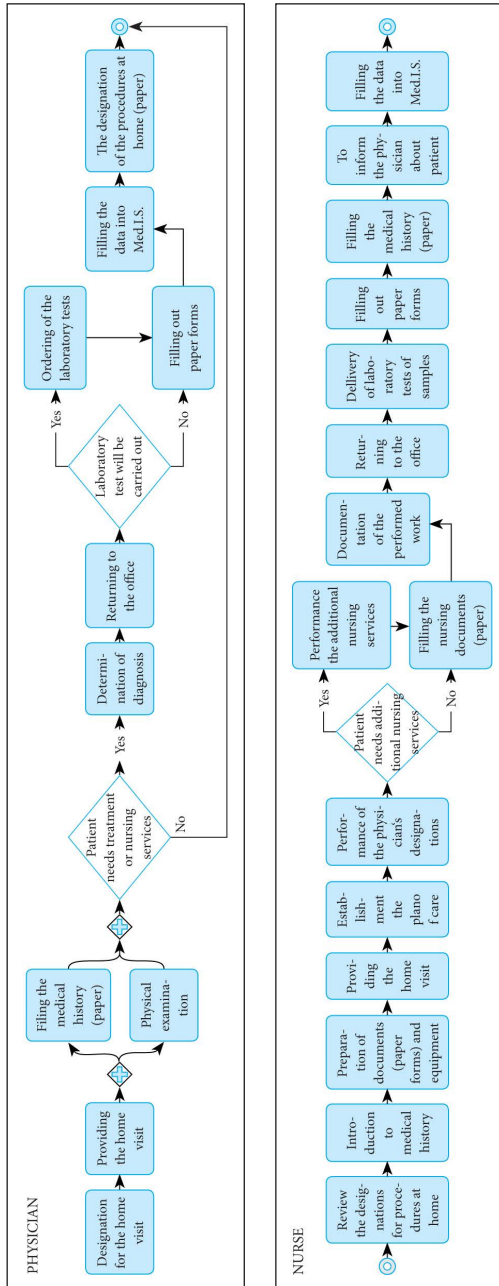 PHYSICIAN
Designation
for the home
visit
Providing
the home
visit
Filing the
medical
history
(paper)
Physical
examina-
tion
Patient
needs treatment
or nursing
services
Yes
No
Determi-
nation of
diagnosis
Returning to
the office
Laboratory
test will be
carried out
Yes
No
Ordering of the
laboratory tests
Filling out
paper forms
Filling the
data into
Med.I.S.
The designation
of the procedures at
home (paper)
NURSE
Review
the desig-
nations
for proce-
dures at
home
Intro-
duction
to
medical
history
Prepara-
tion of
documents
(paper
forms) and
equipment
Provi-
ding
the
home
visit
Estab-
lish-
ment
the
plano
f care
Perfor-
mance of
the physi-
cian's
desig-
nations
Patient
needs addi-
tional nursing
services
Yes
No
Performance
the additional
nursing
services
Filling the
nursing
documents
(paper)
Documen-
tation
of the
performed
work
Retur-
ning
to the
office
Dellivery
of labo-
ratory
tests of
samples
Filling
out
paper
forms
Filling
the
medical
history
(paper)
To
inform
the phy-
sician
about
patient
Filling
the data
into
Med.I.S.